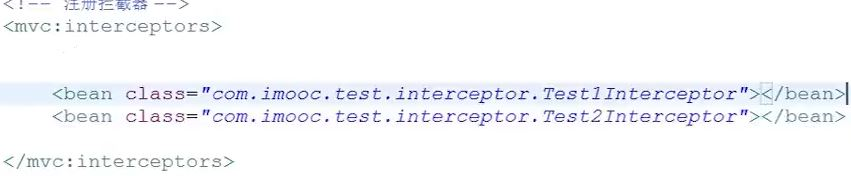 <!-- 注册拦截器 -->
<mvc:interceptors>
<bean class="com.imooc.test.interceptor.Test1Interceptor"></bean>
<bean class="com.imooc.test.interceptor.Test2Interceptor"></bean>
</mvc:interceptors>